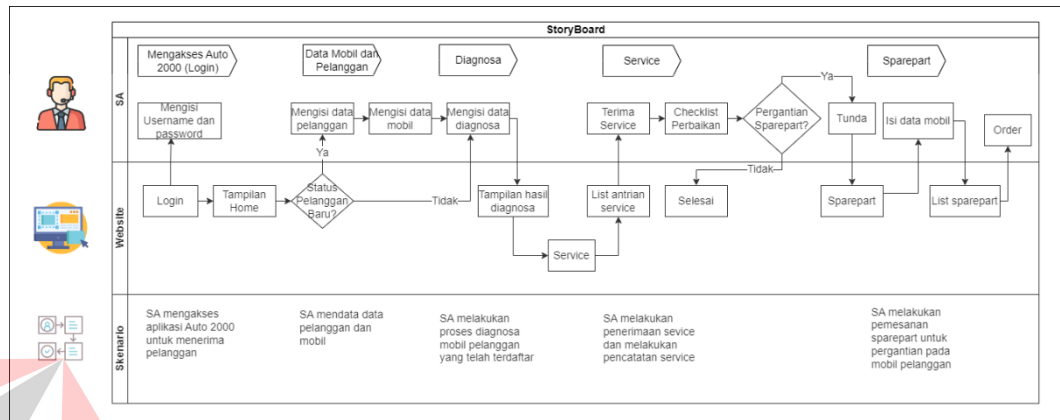 StoryBoard
Mengakses Auto
2000 (Login)
Data Mobil dan
Pelanggan
Diagnosa
Service
Sparepart
SA
Mengisi
Username dan
password
Mengisi data
pelanggan
Mengisi data
mobil
Mengisi data
diagnosa
Terima
Service
Checklist
Perbaikan
Pergantian
Sparepart?
Ya
Tunda
Isi data mobil
Order
Ya
Tidak
Website
Login
Tampilan
Home
Status
Pelanggan
Baru?
Tidak
Tampilan hasil
diagnosa
Service
List antrian
service
Selesai
Sparepart
List sparepart
Skenario
SA mengakses
aplikasi Auto 2000
untuk menerima
pelanggan
SA mendata data
pelanggan dan
mobil
SA melakukan
proses diagnosa
mobil pelanggan
yang telah terdaftar
SA melakukan
penerimaan sevice
dan melakukan
pencatatan service
SA melakukan
pemesanan
sparepart untuk
pergantian pada
mobil pelanggan